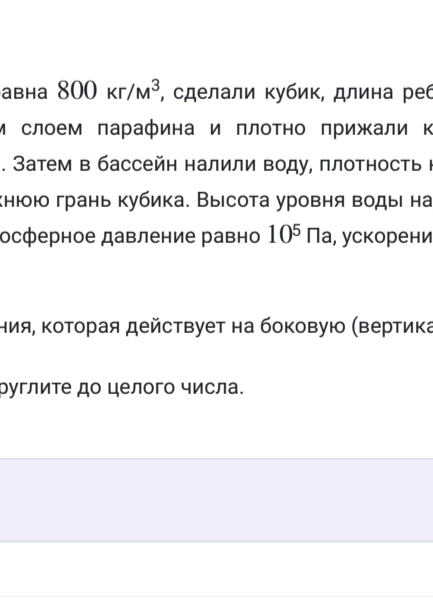 авна 800 кг/м³, сделали кубик, длина реб
м слоем парафина и плотно прижали к
. Затем в бассейн налили воду, плотность
хнюю грань кубика. Высота уровня воды на
осферное давление равно 10⁵ Па, ускорени
ния, которая действует на боковую (вертика
руглите до целого числа.